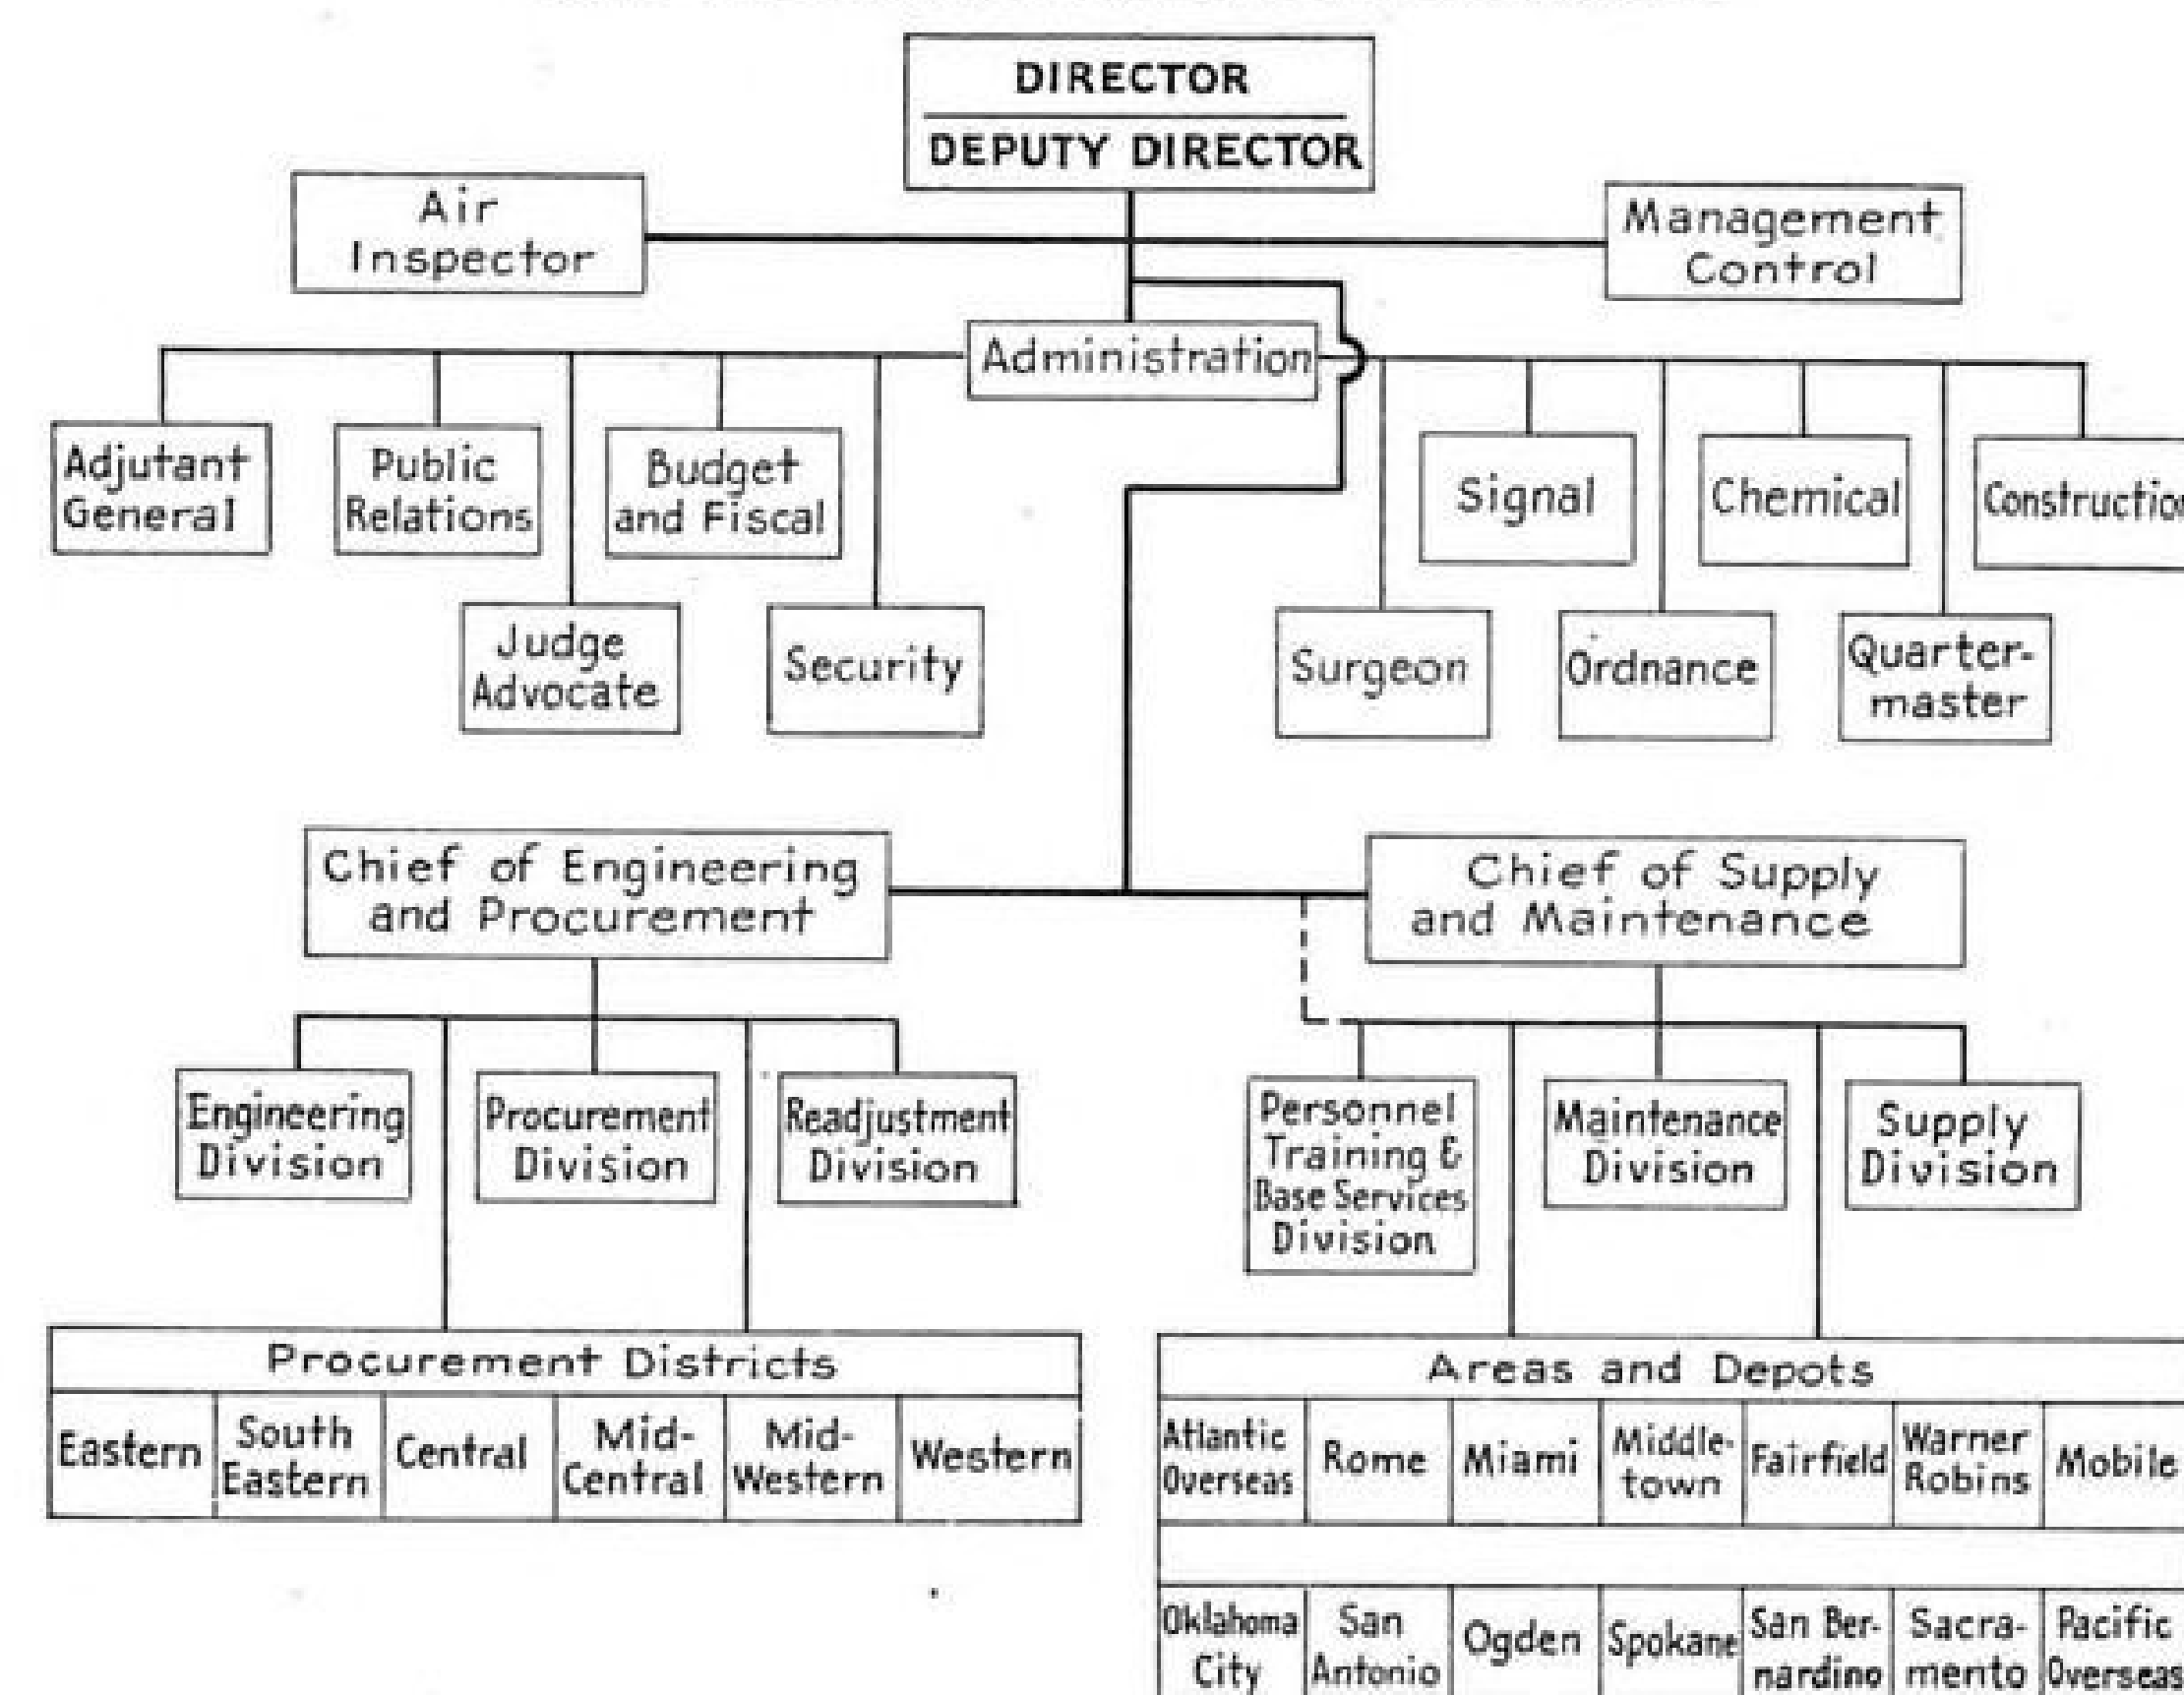 DIRECTOR
DEPUTY DIRECTOR
Air
Inspector
Management
Control
Administration
Adjutant
General
Public
Relations
Budget
and Fiscal
Signal
Chemical
Constructio
Judge
Advocate
Security
Surgeon
Ordnance
Quarter-
master
Chief of Engineering
and Procurement
Chief of Supply
and Maintenance
Engineering
Division
Procurement
Division
Readjustment
Division
Personnel
Training &
Base Services
Division
Maintenance
Division
Supply
Division
Procurement Districts
Eastern
South
Eastern
Central
Mid-
Central
Mid-
Western
Western
Areas and Depots
Atlantic
Overseas
Rome
Miami
Middle-
town
Fairfield
Warner
Robins
Mobile
Oklahoma
City
San
Antonio
Ogden
Spokane
San Ber-
nardino
Sacra-
mento
Pacific
Overseas